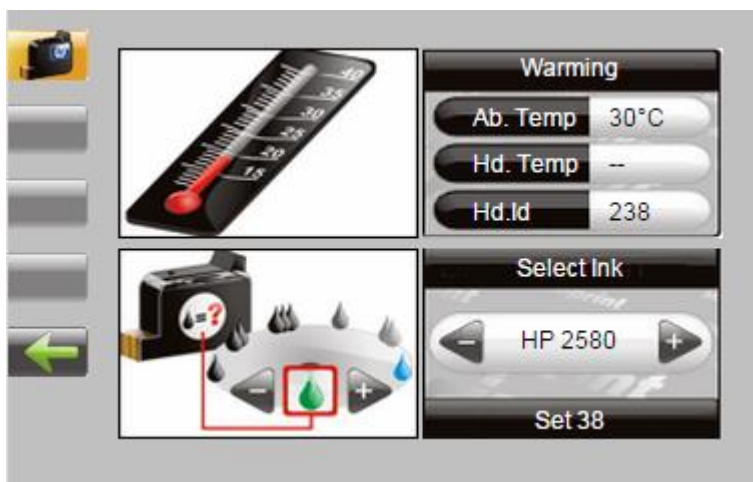 40
35
30
25
20
15
Warming
Ab. Temp 30°C
Hd. Temp --
Hd.Id 238
=?
Select Ink
- HP 2580 +
- +
Set 38